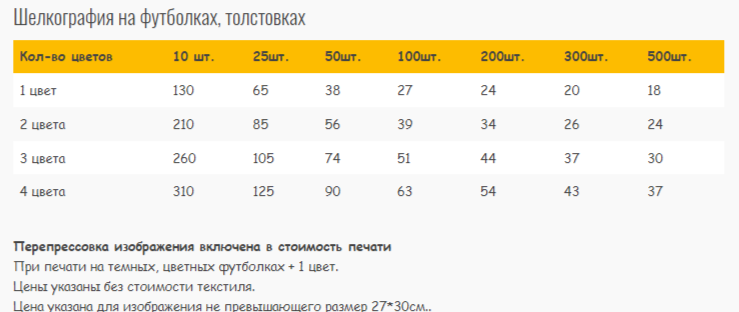 Шелкография на футболках, толстовках
Кол-во цветов 10 шт. 25шт. 50шт. 100шт. 200шт. 300шт. 500шт.
1 цвет 130 65 38 27 24 20 18
2 цвета 210 85 56 39 34 26 24
3 цвета 260 105 74 51 44 37 30
4 цвета 310 125 90 63 54 43 37
Перепрессовка изображения включена в стоимость печати
При печати на темных, цветных футболках + 1 цвет.
Цены указаны без стоимости текстиля.
Цена указана для изображения не превышающего размер 27*30см..